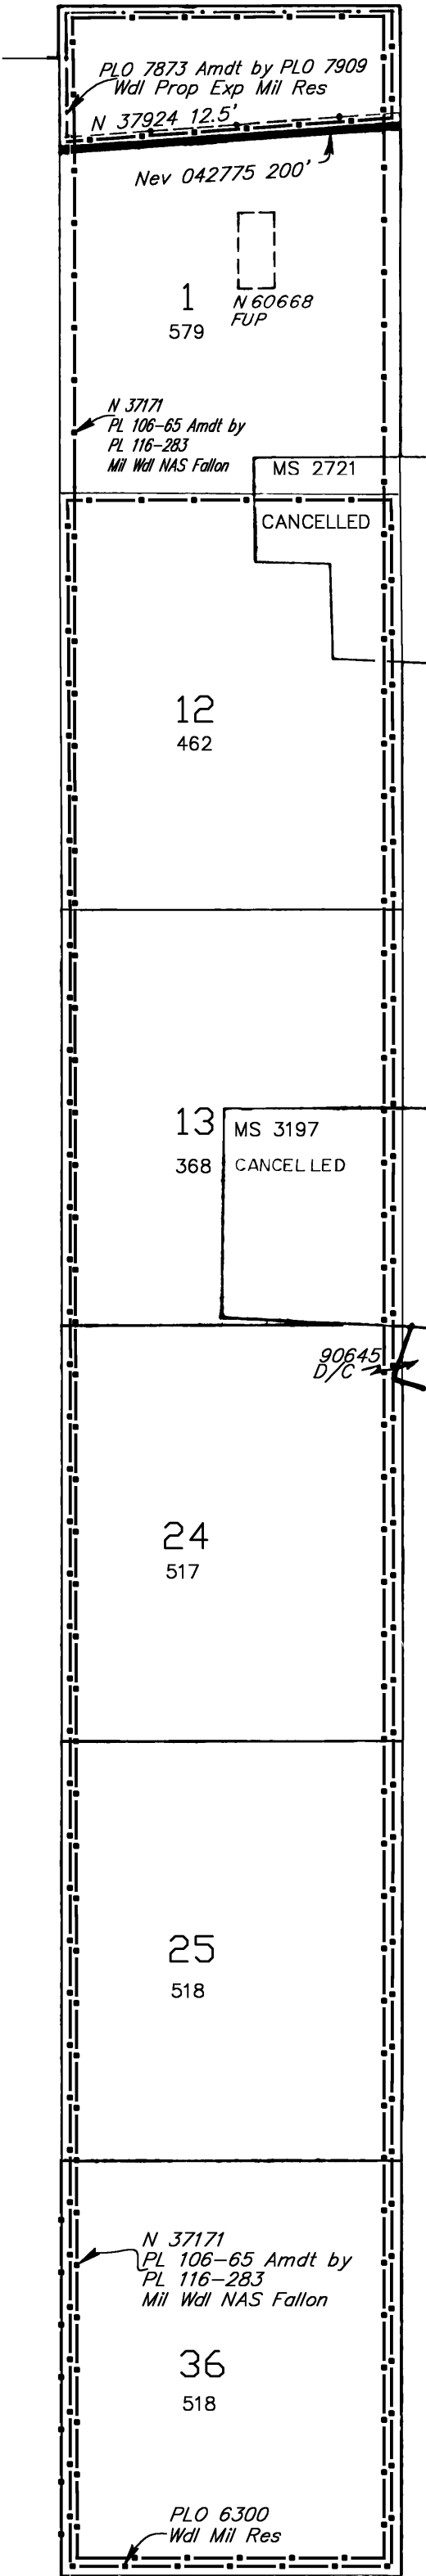 PLO 7873 Amdt by PLO 7909
Wdl Prop Exp Mil Res
N 37924 12.5'
Nev 042775 200'
1
579
N 60668
FUP
N 37171
PL 106-65 Amdt by
PL 116-283
Mil Wdl NAS Fallon
MS 2721
CANCELLED
12
462
13
368
MS 3197
CANCELLED
90645
D/C
24
517
25
518
N 37171
PL 106-65 Amdt by
PL 116-283
Mil Wdl NAS Fallon
36
518
PLO 6300
Wdl Mil Res